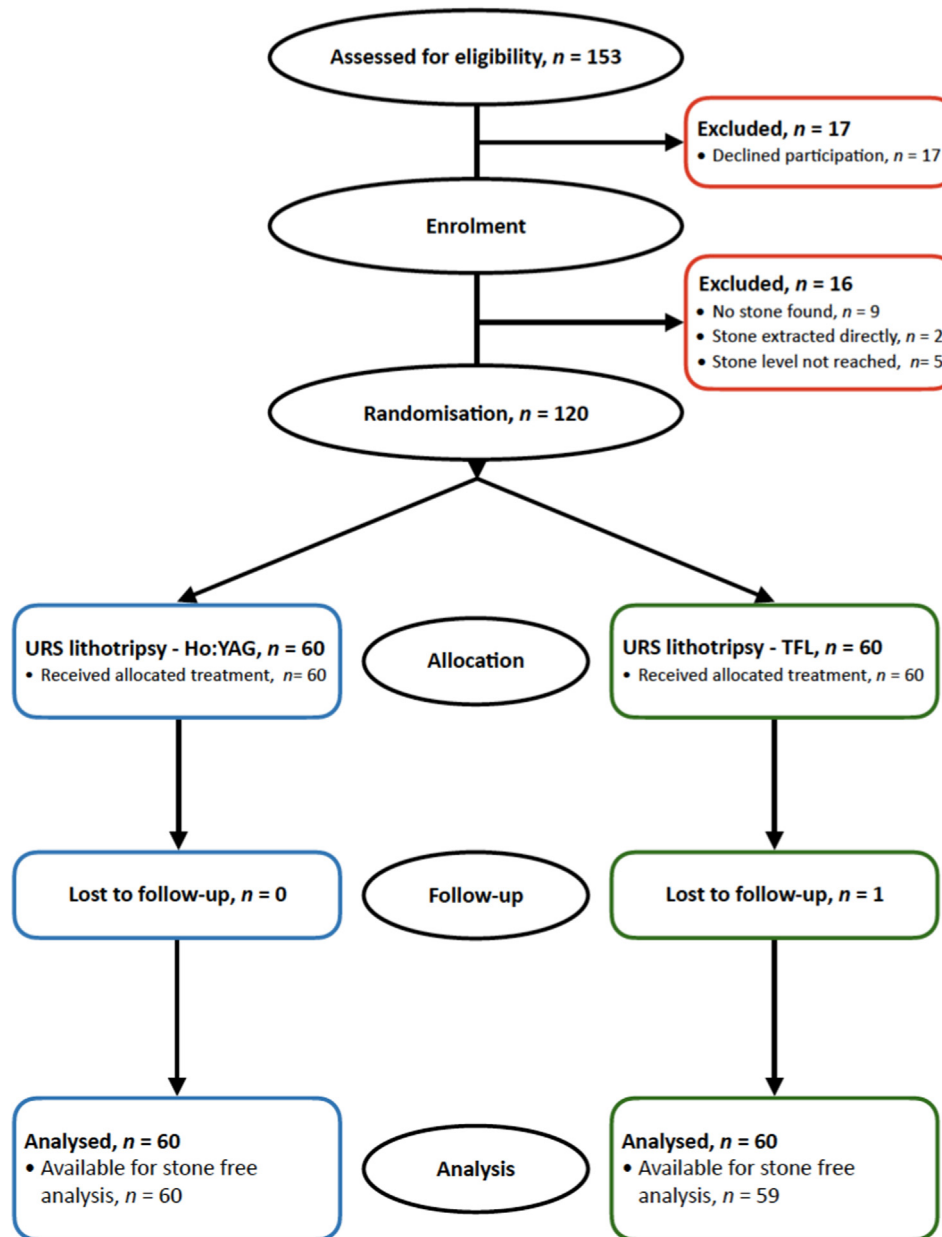 Assessed for eligibility, n = 153
Excluded, n = 17
• Declined participation, n = 17
Enrolment
Excluded, n = 16
• No stone found, n = 9
• Stone extracted directly, n = 2
• Stone level not reached, n= 5
Randomisation, n = 120
URS lithotripsy - Ho:YAG, n = 60
• Received allocated treatment, n= 60
Allocation
URS lithotripsy - TFL, n = 60
• Received allocated treatment, n = 60
Lost to follow-up, n = 0
Follow-up
Lost to follow-up, n = 1
Analysed, n = 60
• Available for stone free
analysis, n = 60
Analysis
Analysed, n = 60
• Available for stone free
analysis, n = 59